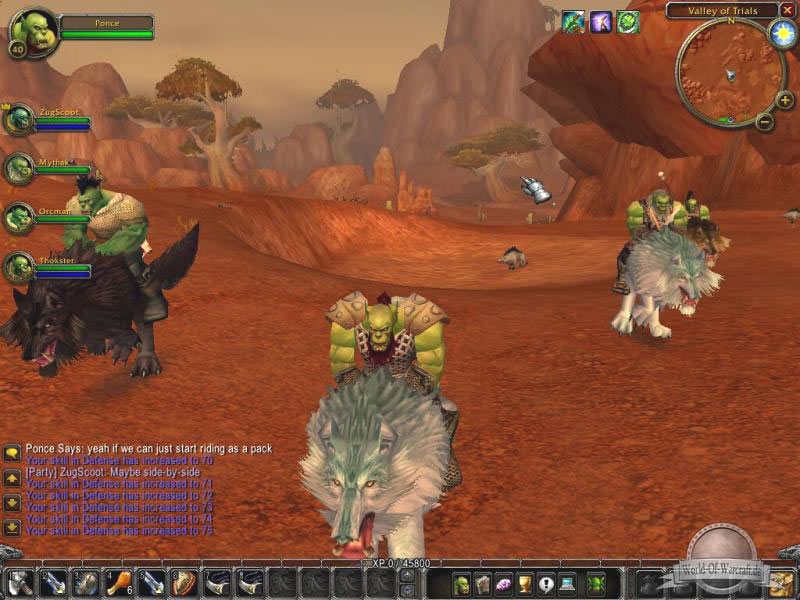 Ponce
40
Valley of Trials
N
ZugScoot
Mythak
Orcman
Thokster
Ponce Says: yeah if we can just start riding as a pack
Your skill in Defense has increased to 70
[Party] ZugScoot: Maybe side-by-side
Your skill in Defense has increased to 71
Your skill in Defense has increased to 72
Your skill in Defense has increased to 73
Your skill in Defense has increased to 74
Your skill in Defense has increased to 75
XP 0 / 45800
World-Of-Warcraft.de
6